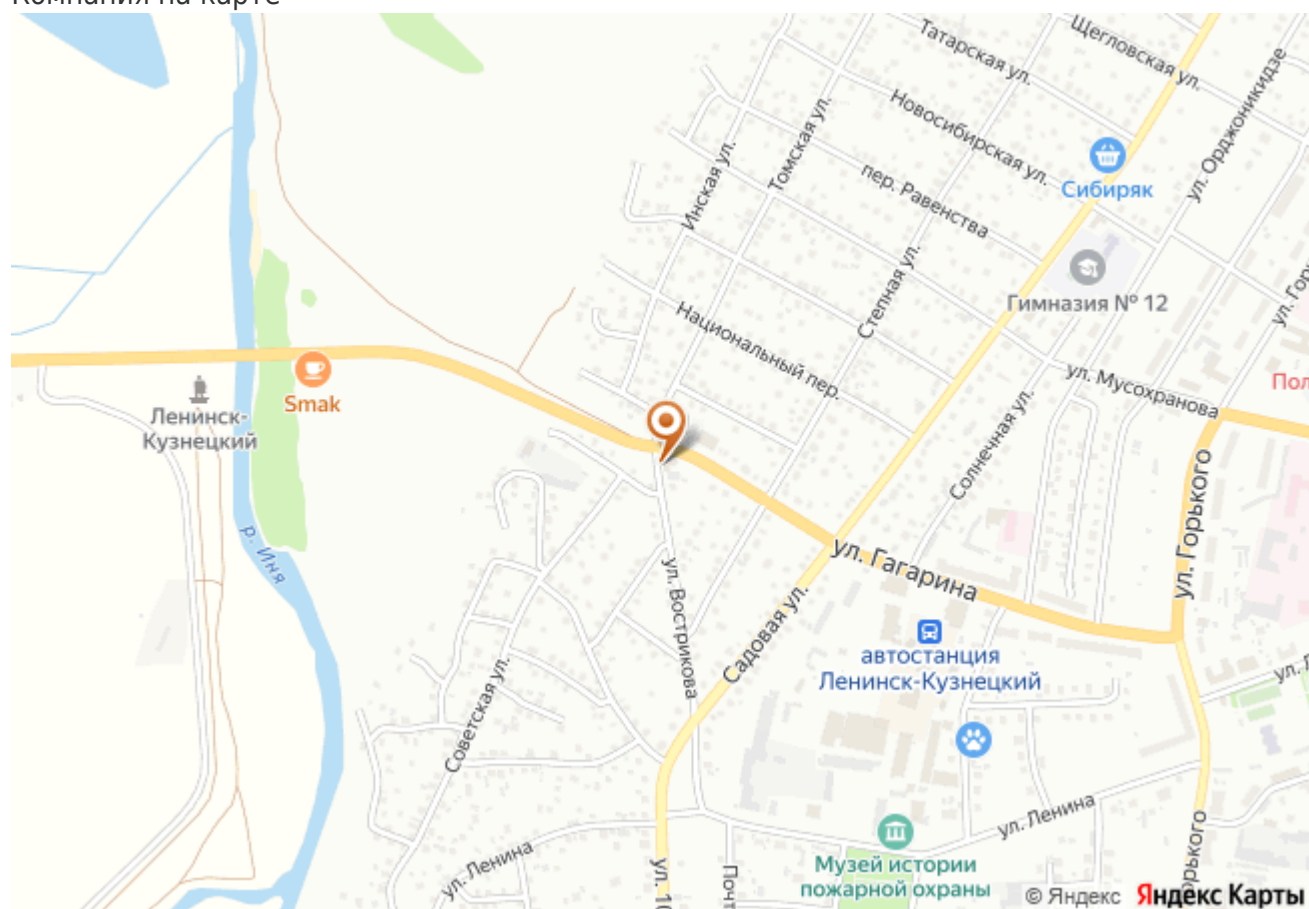 Компания на карте
Татарская ул.
Щегловская ул.
Новосибирская ул.
ул. Орджоникидзе
Томская ул.
Инская ул.
Сибиряк
пер. Равенства
Степная ул.
Гимназия № 12
Национальный пер.
ул. Мусохранова
Smak
Ленинск-
Кузнецкий
Солнечная ул.
ул. Горького
р. Иня
ул. Гагарина
ул. Вострикова
Садовая ул.
автостанция
Ленинск-Кузнецкий
Советская ул.
ул. Ленина
ул. Ленина
Музей истории
пожарной охраны
© Яндекс
Яндекс Карты